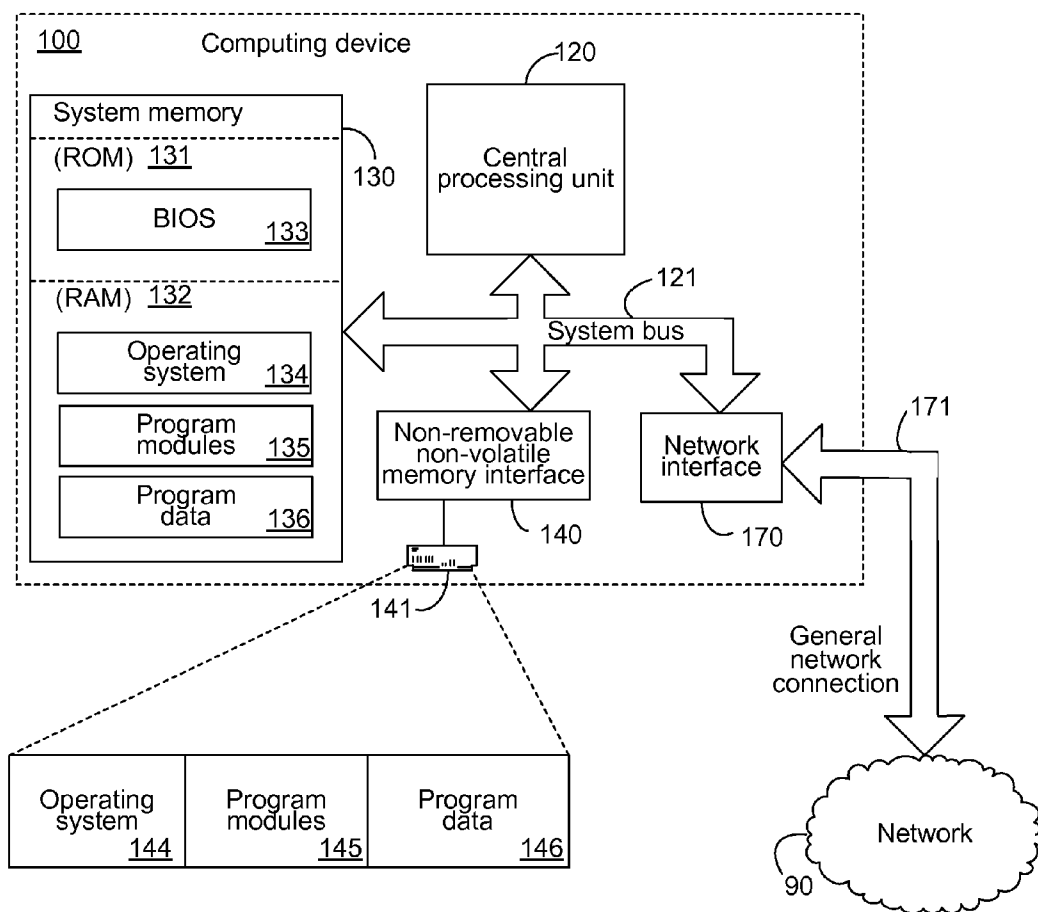 100 Computing device
120
System memory
130
(ROM) 131
BIOS 133
Central
processing unit
(RAM) 132
Operating
system 134
Program
modules 135
Program
data 136
121
System bus
Non-removable
non-volatile
memory interface
140
141
Network
interface
170
171
General
network
connection
Operating
system 144
Program
modules 145
Program
data 146
Network
90